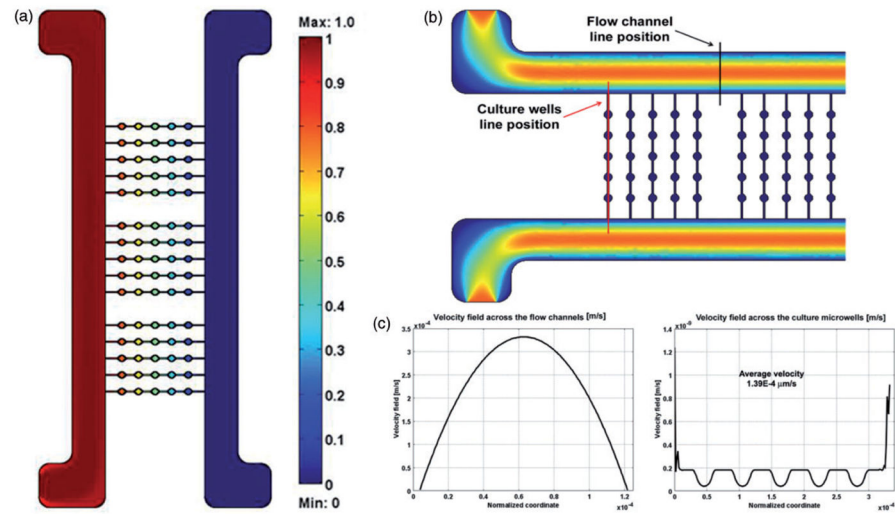 (a)
Max: 1.0
1
0.9
0.8
0.7
0.6
0.5
0.4
0.3
0.2
0.1
0
Min: 0
(b)
Flow channel
line position
Culture wells
line position
(c)
Velocity field across the flow channels [m/s]
x10⁻⁴
3.5
3
2.5
2
1.5
1
0.5
0
Velocity field [m/s]
0.2
0.4
0.6
0.8
1
1.2
x10⁻⁴
Normalized coordinate
Velocity field across the culture microwells [m/s]
1.4
1.2
1
0.8
0.6
0.4
0.2
0
Velocity field [m/s]
Average velocity
1.39E-4 µm/s
0
0.5
1
1.5
2
2.5
3
x10⁻⁴
Normalized coordinate